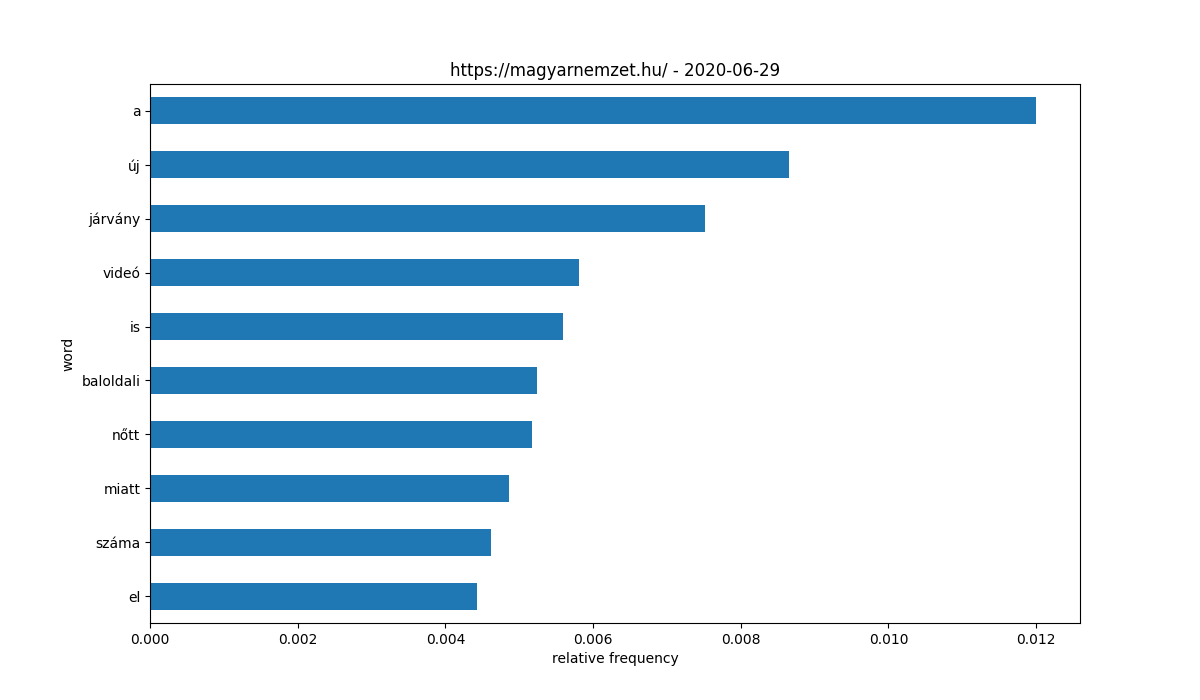 https://magyarnemzet.hu/ - 2020-06-29
a
új
járvány
videó
is
baloldali
nőtt
miatt
száma
el
word
0.000 0.002 0.004 0.006 0.008 0.010 0.012
relative frequency